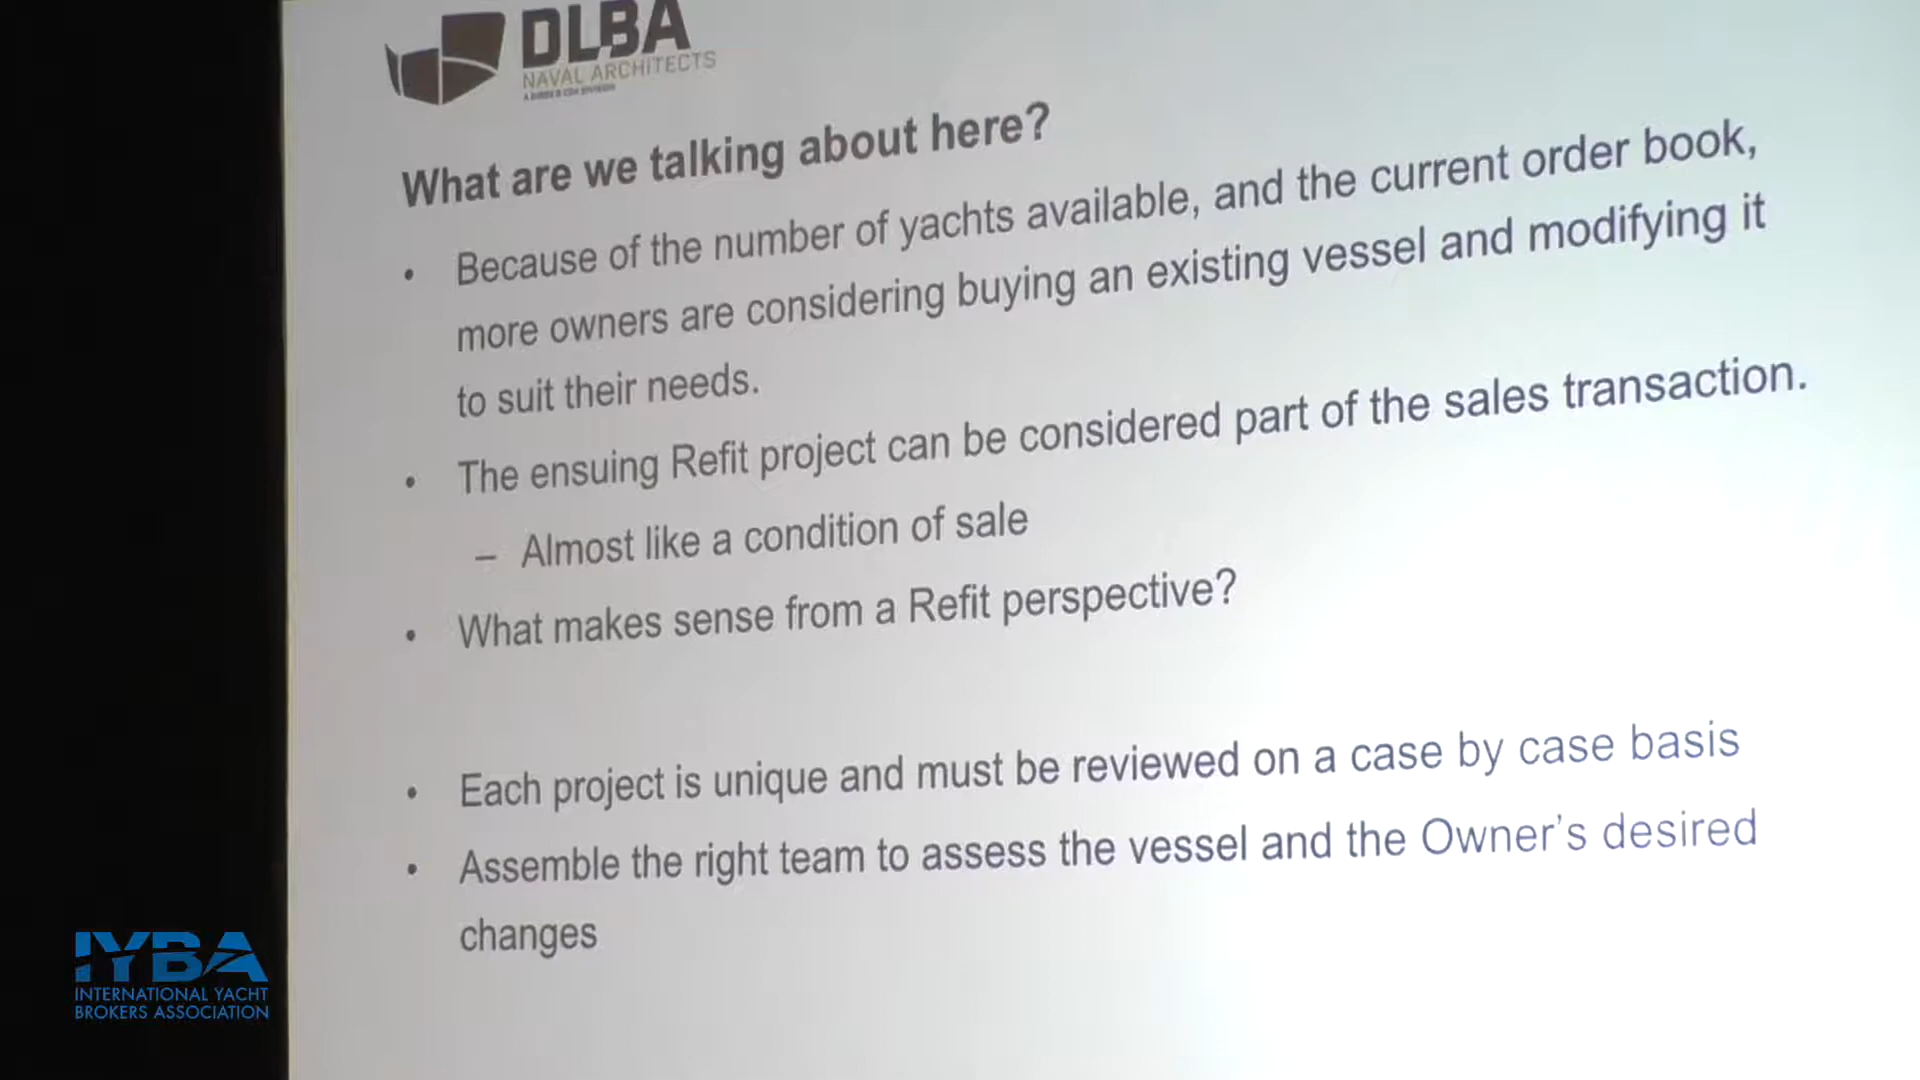 DLBA
NAVAL ARCHITECTS
What are we talking about here?
• Because of the number of yachts available, and the current order book,
more owners are considering buying an existing vessel and modifying it
to suit their needs.
• The ensuing Refit project can be considered part of the sales transaction.
– Almost like a condition of sale
• What makes sense from a Refit perspective?
• Each project is unique and must be reviewed on a case by case basis
• Assemble the right team to assess the vessel and the Owner's desired
changes
IYBA
INTERNATIONAL YACHT
BROKERS ASSOCIATION